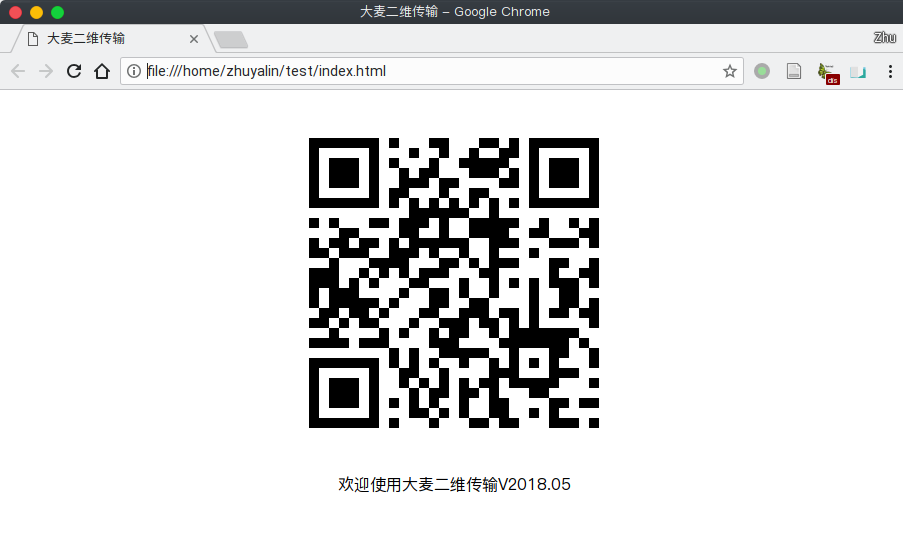 大麦二维传输 – Google Chrome
大麦二维传输
Zhu
file:///home/zhuyalin/test/index.html
dis
欢迎使用大麦二维传输V2018.05